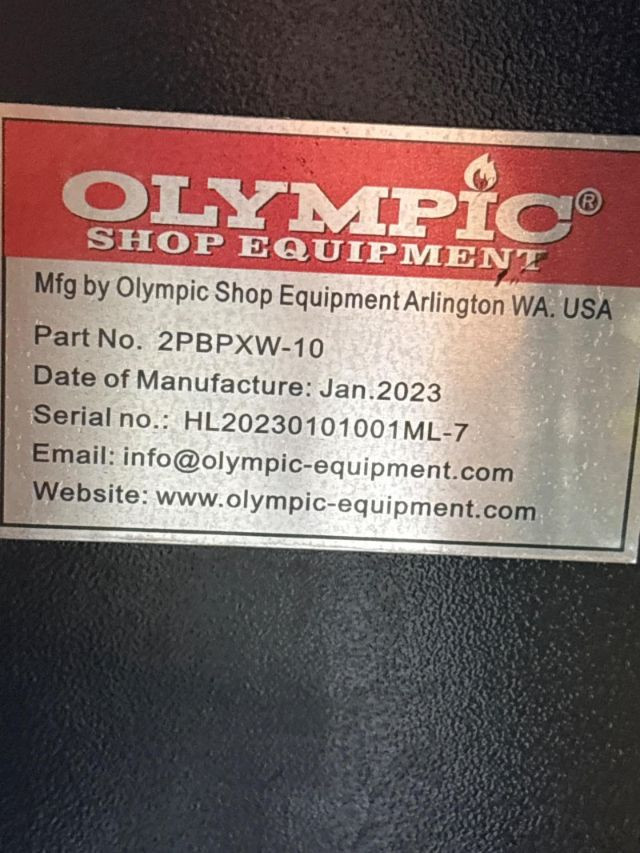 OLYMPIC®
SHOP EQUIPMENT
Mfg by Olympic Shop Equipment Arlington WA. USA
Part No. 2PBPXW-10
Date of Manufacture: Jan.2023
Serial no.: HL20230101001ML-7
Email: info@olympic-equipment.com
Website: www.olympic-equipment.com